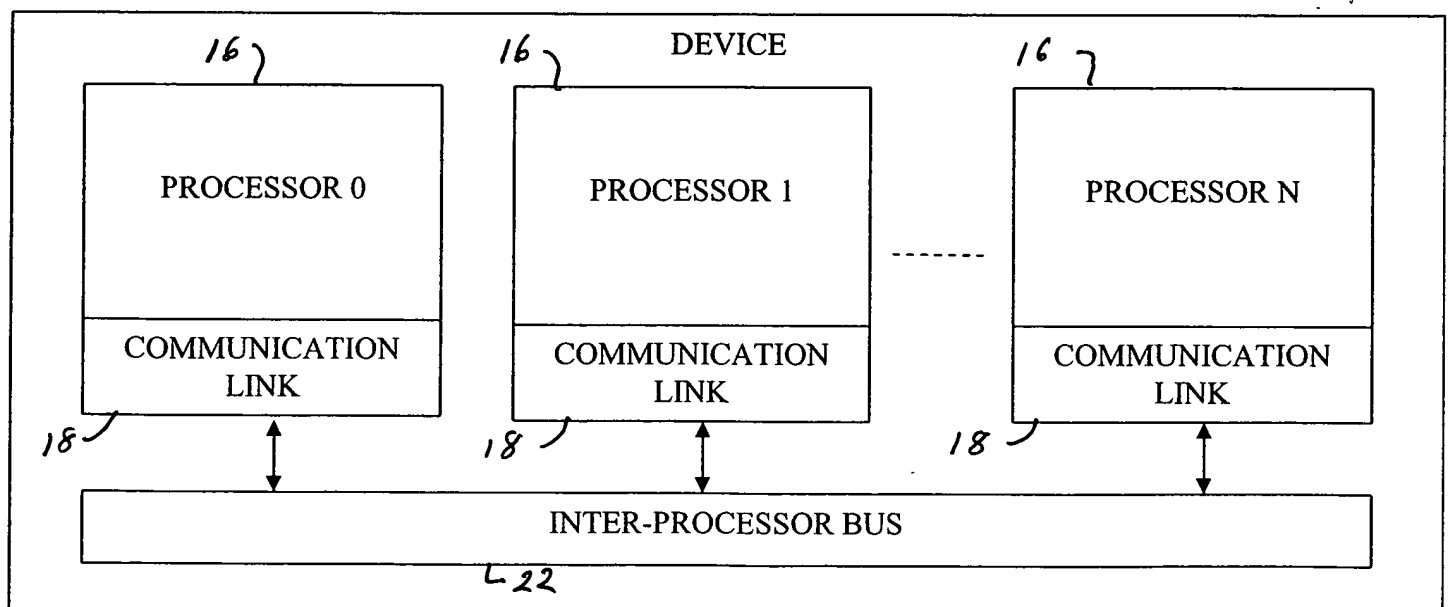 DEVICE
16
16
16
PROCESSOR 0
PROCESSOR 1
PROCESSOR N
COMMUNICATION
LINK
COMMUNICATION
LINK
COMMUNICATION
LINK
18
18
18
INTER-PROCESSOR BUS
22